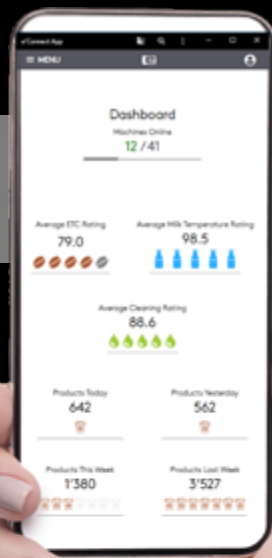 e'Connect App
MENU
Dashboard
Machines Online
12 / 41
Average ETC Rating
79.0
Average Milk Temperature Rating
98.5
Average Cleaning Rating
88.6
Products Today
642
Products Yesterday
562
Products This Week
1'380
Products Last Week
3'527